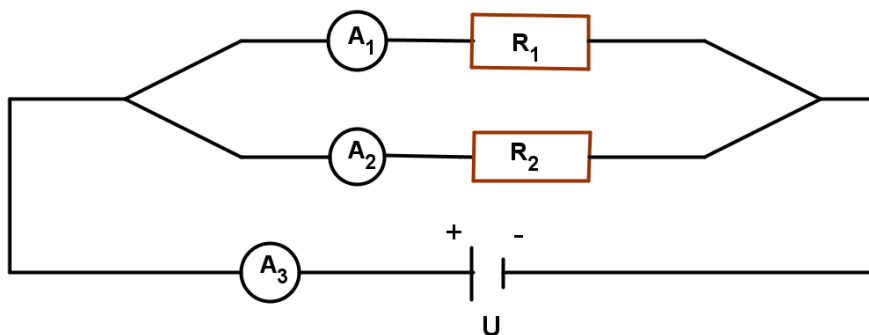 A₁ R₁
A₂ R₂
+ -
A₃
U